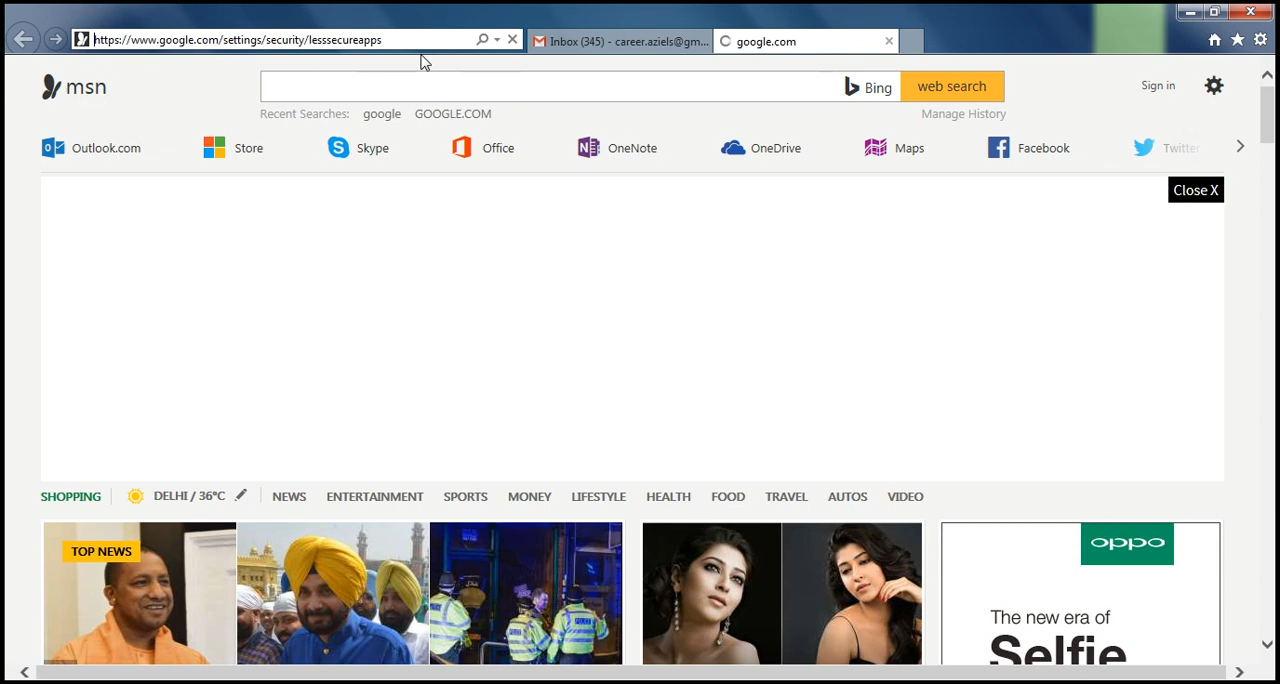 https://www.google.com/settings/security/lesssecureapps
Inbox (345) - career.aziels@gm...
google.com
msn
Bing
web search
Sign in
Recent Searches: google GOOGLE.COM
Manage History
Outlook.com
Store
Skype
Office
OneNote
OneDrive
Maps
Facebook
Twitter
Close X
SHOPPING
DELHI / 36°C
NEWS
ENTERTAINMENT
SPORTS
MONEY
LIFESTYLE
HEALTH
FOOD
TRAVEL
AUTOS
VIDEO
TOP NEWS
oppo
The new era of
Selfie